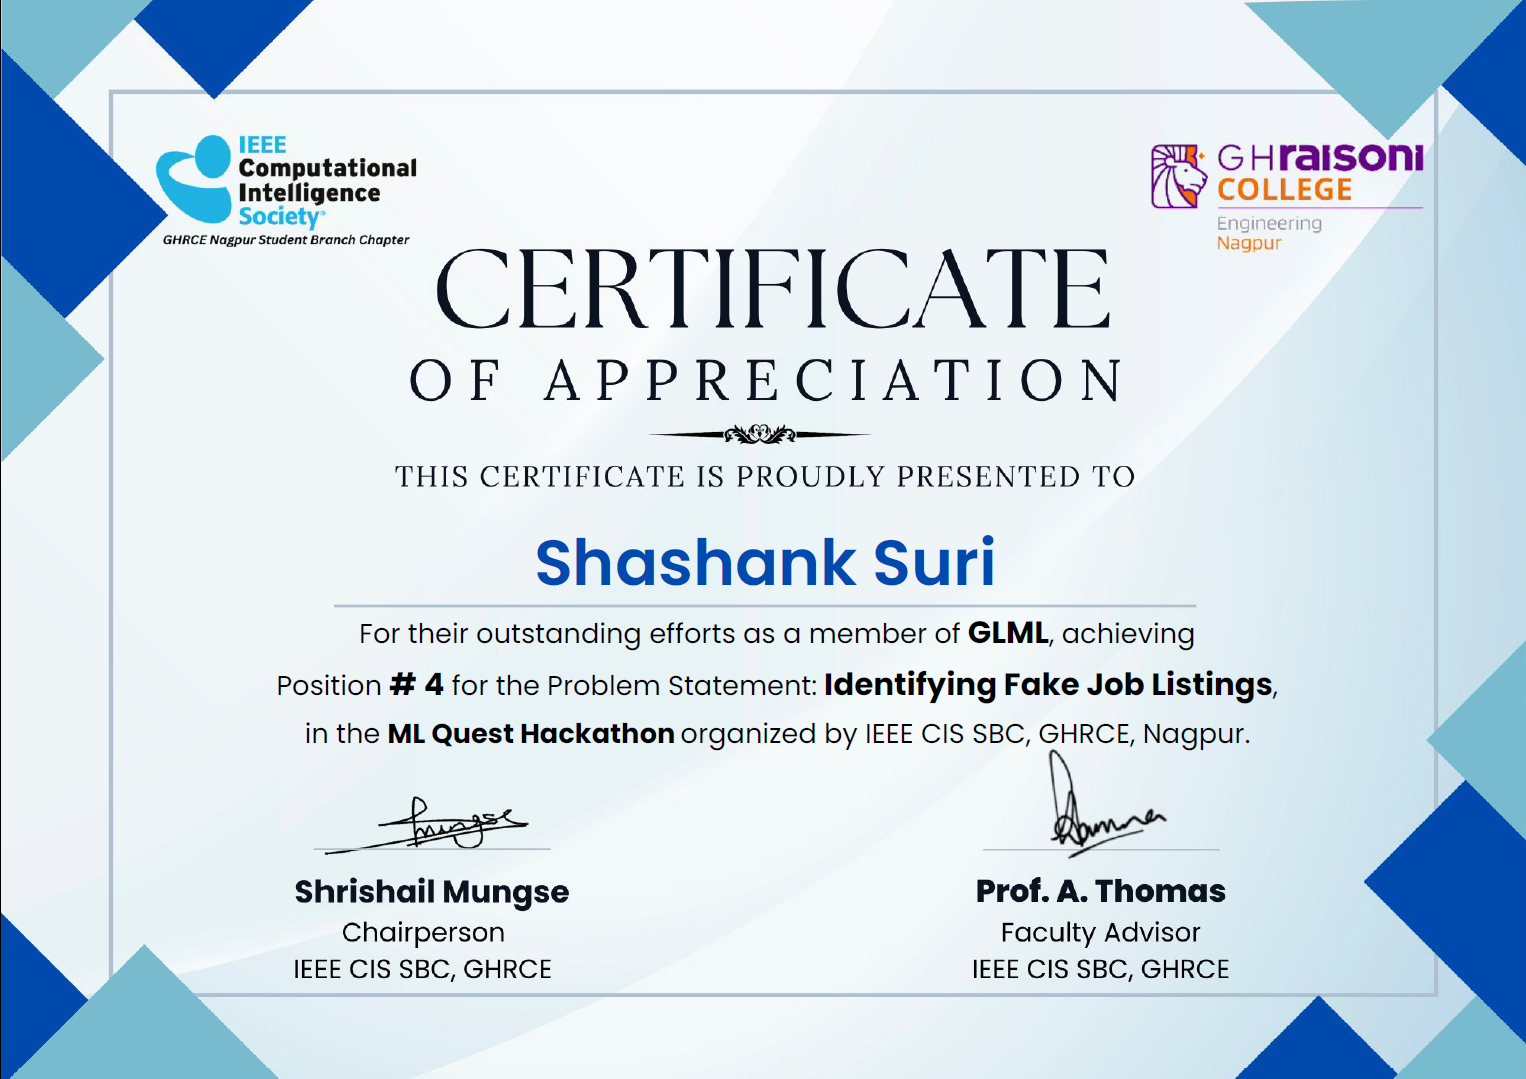 IEEE
Computational
Intelligence
Society
GHRCE Nagpur Student Branch Chapter
GHRAISONI
COLLEGE
Engineering
Nagpur
CERTIFICATE
OF APPRECIATION
THIS CERTIFICATE IS PROUDLY PRESENTED TO
Shashank Suri
For their outstanding efforts as a member of GLML, achieving
Position # 4 for the Problem Statement: Identifying Fake Job Listings,
in the ML Quest Hackathon organized by IEEE CIS SBC, GHRCE, Nagpur.
Mungse
Shrishail Mungse
Chairperson
IEEE CIS SBC, GHRCE
Prof. A. Thomas
Faculty Advisor
IEEE CIS SBC, GHRCE